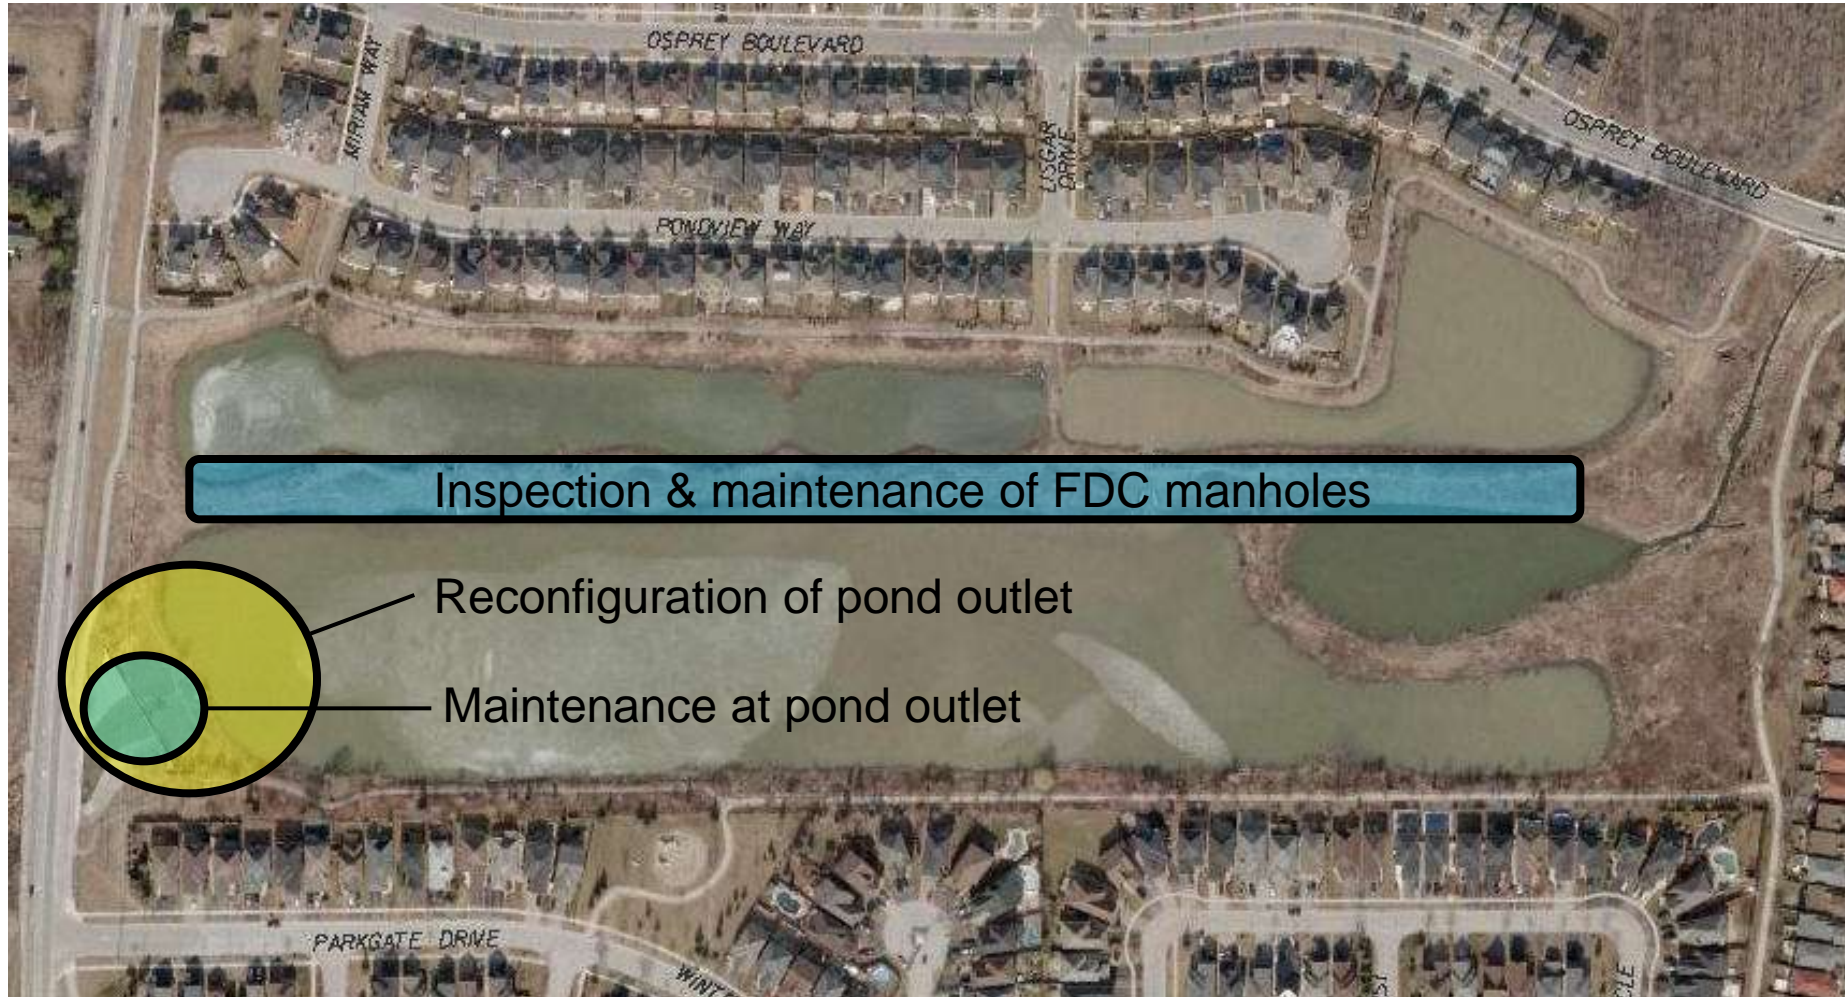 OSPREY BOULEVARD
MIRIAM WAY
LISGAR
DRIVE
OSPREY BOULEVARD
PONDVIEW WAY
Inspection & maintenance of FDC manholes
Reconfiguration of pond outlet
Maintenance at pond outlet
PARKGATE DRIVE